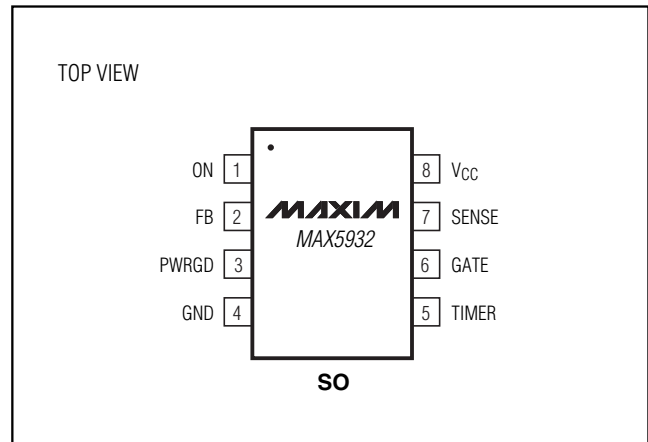 TOP VIEW
ON 1
8 VCC
FB 2
MAXIM
7 SENSE
MAX5932
PWRGD 3
6 GATE
GND 4
5 TIMER
SO